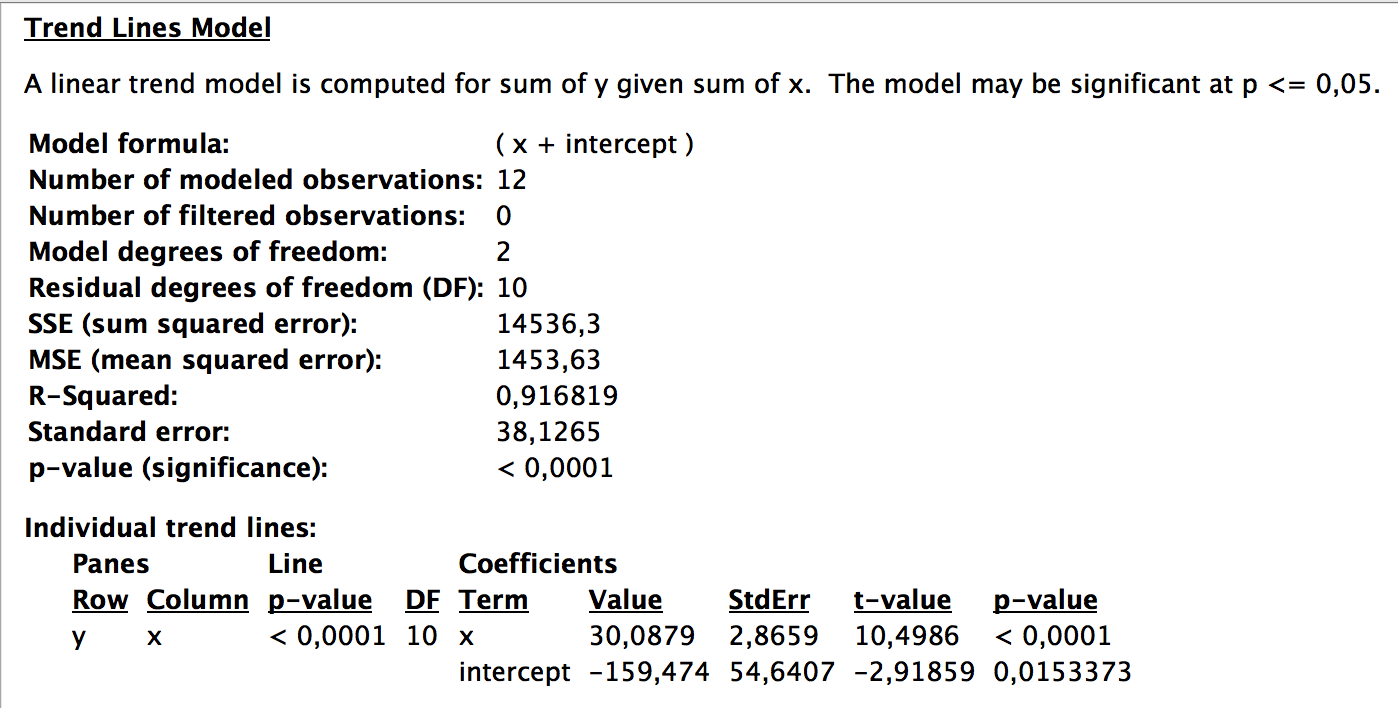 Trend Lines Model
A linear trend model is computed for sum of y given sum of x.  The model may be significant at p <= 0,05.
Model formula: ( x + intercept )
Number of modeled observations: 12
Number of filtered observations: 0
Model degrees of freedom: 2
Residual degrees of freedom (DF): 10
SSE (sum squared error): 14536,3
MSE (mean squared error): 1453,63
R-Squared: 0,916819
Standard error: 38,1265
p-value (significance): < 0,0001
Individual trend lines:
Panes Line Coefficients
Row Column p-value DF Term Value StdErr t-value p-value
y x < 0,0001 10 x 30,0879 2,8659 10,4986 < 0,0001
intercept -159,474 54,6407 -2,91859 0,0153373